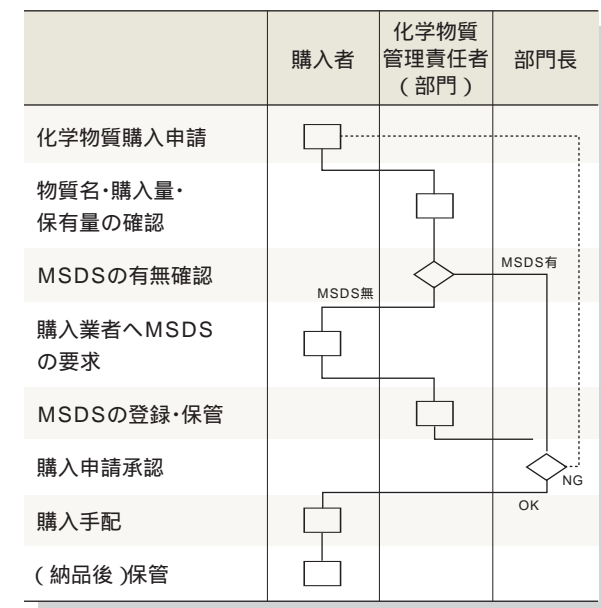 購入者
化学物質
管理責任者
（部門）
部門長
化学物質購入申請
物質名・購入量・
保有量の確認
MSDSの有無確認
MSDS有
MSDS無
購入業者へMSDS
の要求
MSDSの登録・保管
購入申請承認
NG
OK
購入手配
（納品後）保管